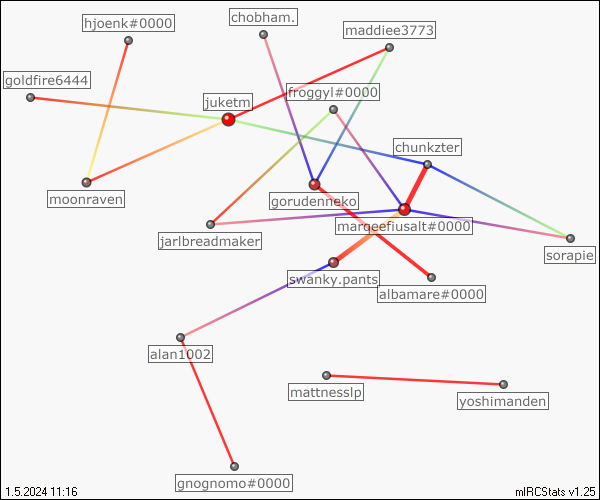 hjoenk#0000
chobham.
maddiee3773
goldfire6444
froggyl#0000
juketm
chunkzter
moonraven
gorudenneko
marqeefiusalt#0000
jarlbreadmaker
sorapie
swanky.pants
albamare#0000
alan1002
mattnesslp
yoshimanden
gnognomo#0000
1.5.2024 11:16
mIRCStats v1.25